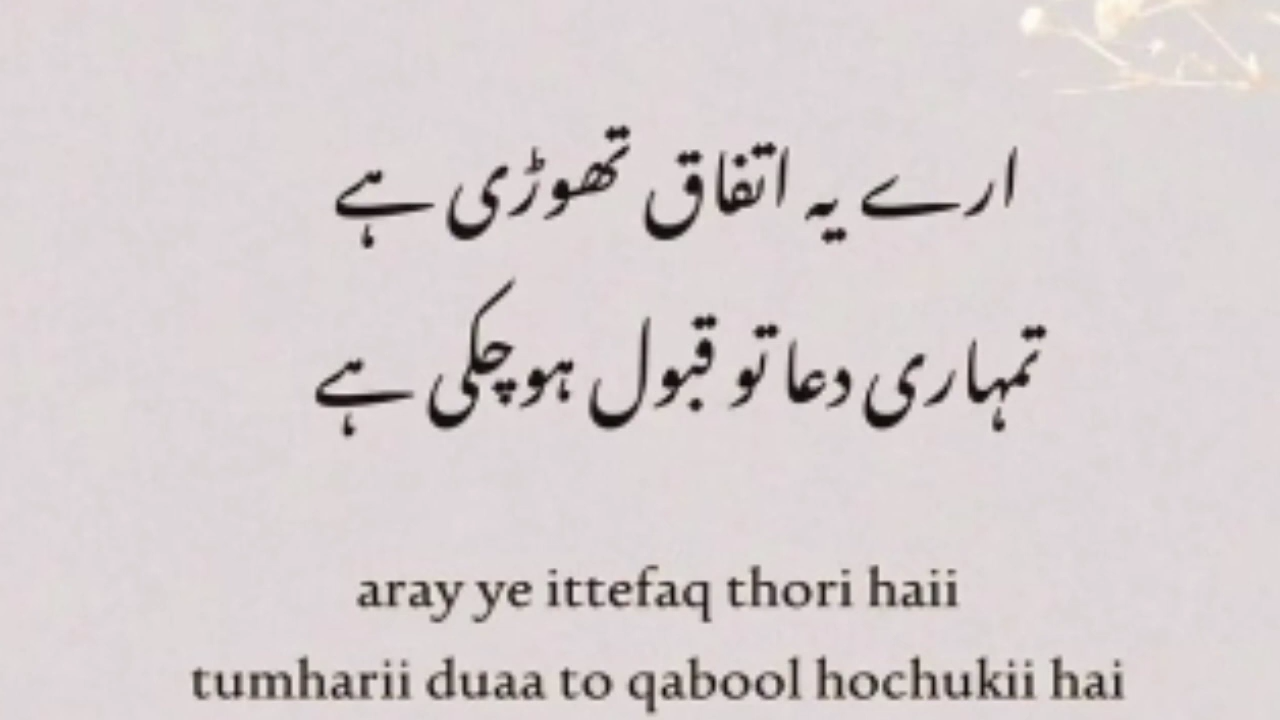 ارے یہ اتفاق تھوڑی ہے
تمہاری دعا تو قبول ہو چکی ہے
aray ye ittefaq thori haii
tumharii duaa to qabool hochukii hai